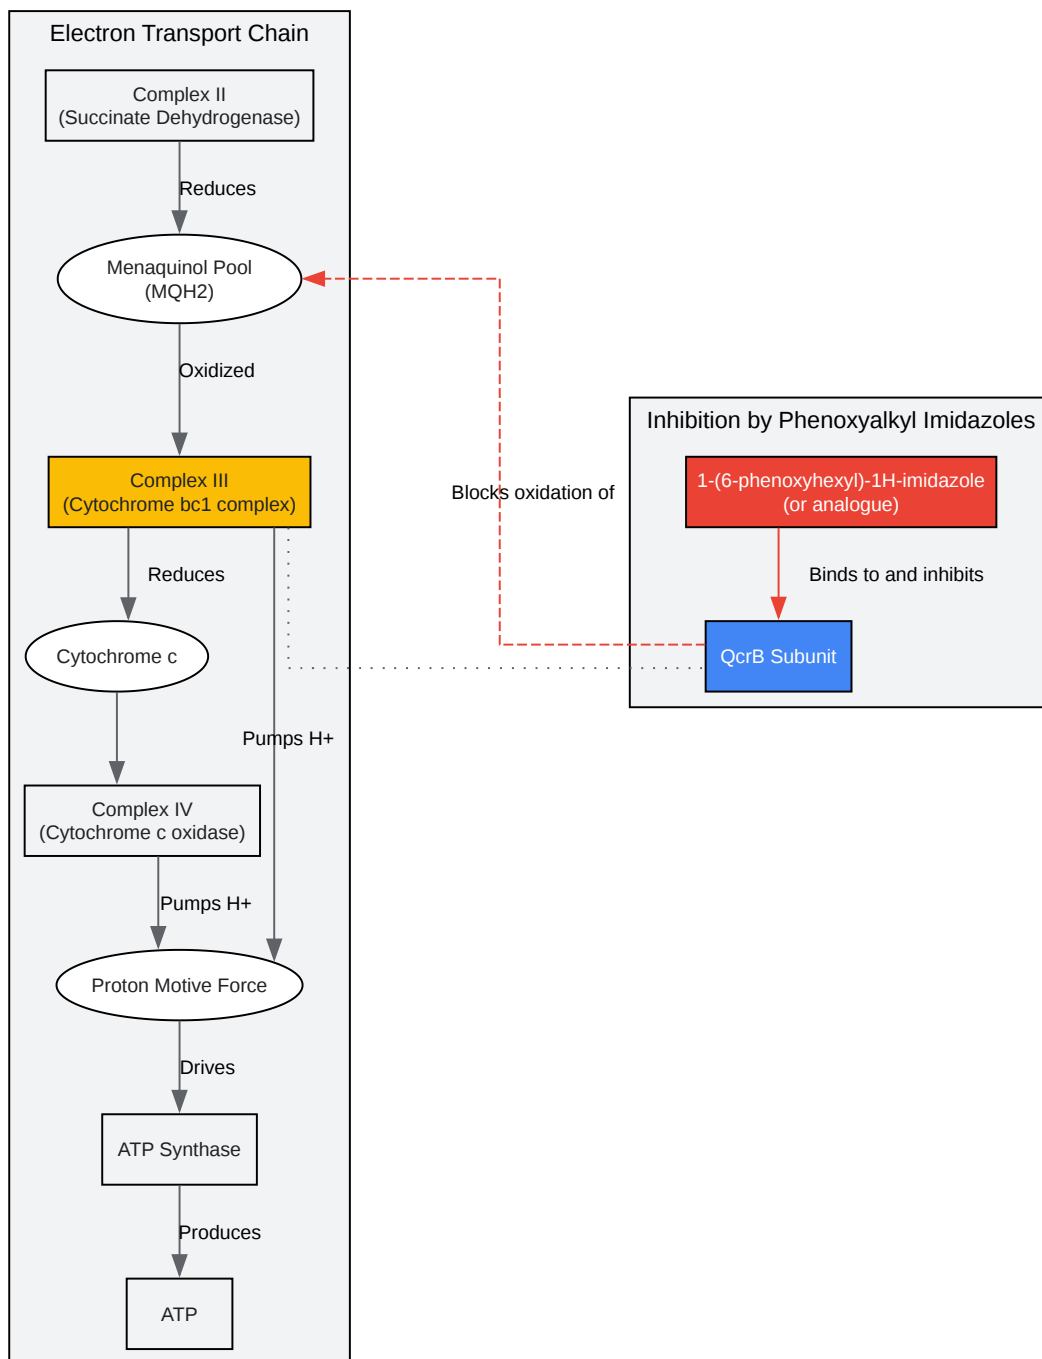 Electron Transport Chain
Complex II
(Succinate Dehydrogenase)
Reduces
Menaquinol Pool
(MQH2)
Oxidized
Complex III
(Cytochrome bc1 complex)
Reduces
Cytochrome c
Pumps H+
Complex IV
(Cytochrome c oxidase)
Pumps H+
Proton Motive Force
Drives
ATP Synthase
Produces
ATP
Blocks oxidation of
Inhibition by Phenoxyalkyl Imidazoles
1-(6-phenoxyhexyl)-1H-imidazole
(or analogue)
Binds to and inhibits
QcrB Subunit